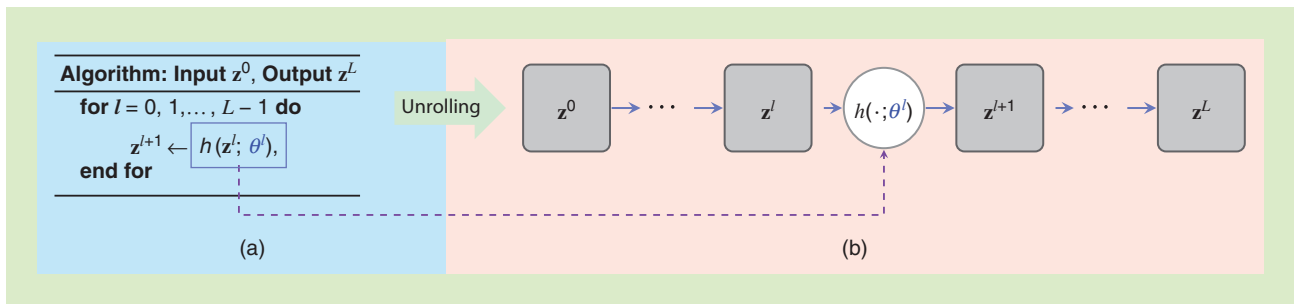 Algorithm: Input z⁰, Output zᴸ
for l = 0, 1,..., L − 1 do
zˡ⁺¹ ← h(zˡ; θˡ),
end for
(a)
Unrolling
z⁰ ··· zˡ h(·;θˡ) zˡ⁺¹ ··· zᴸ
(b)